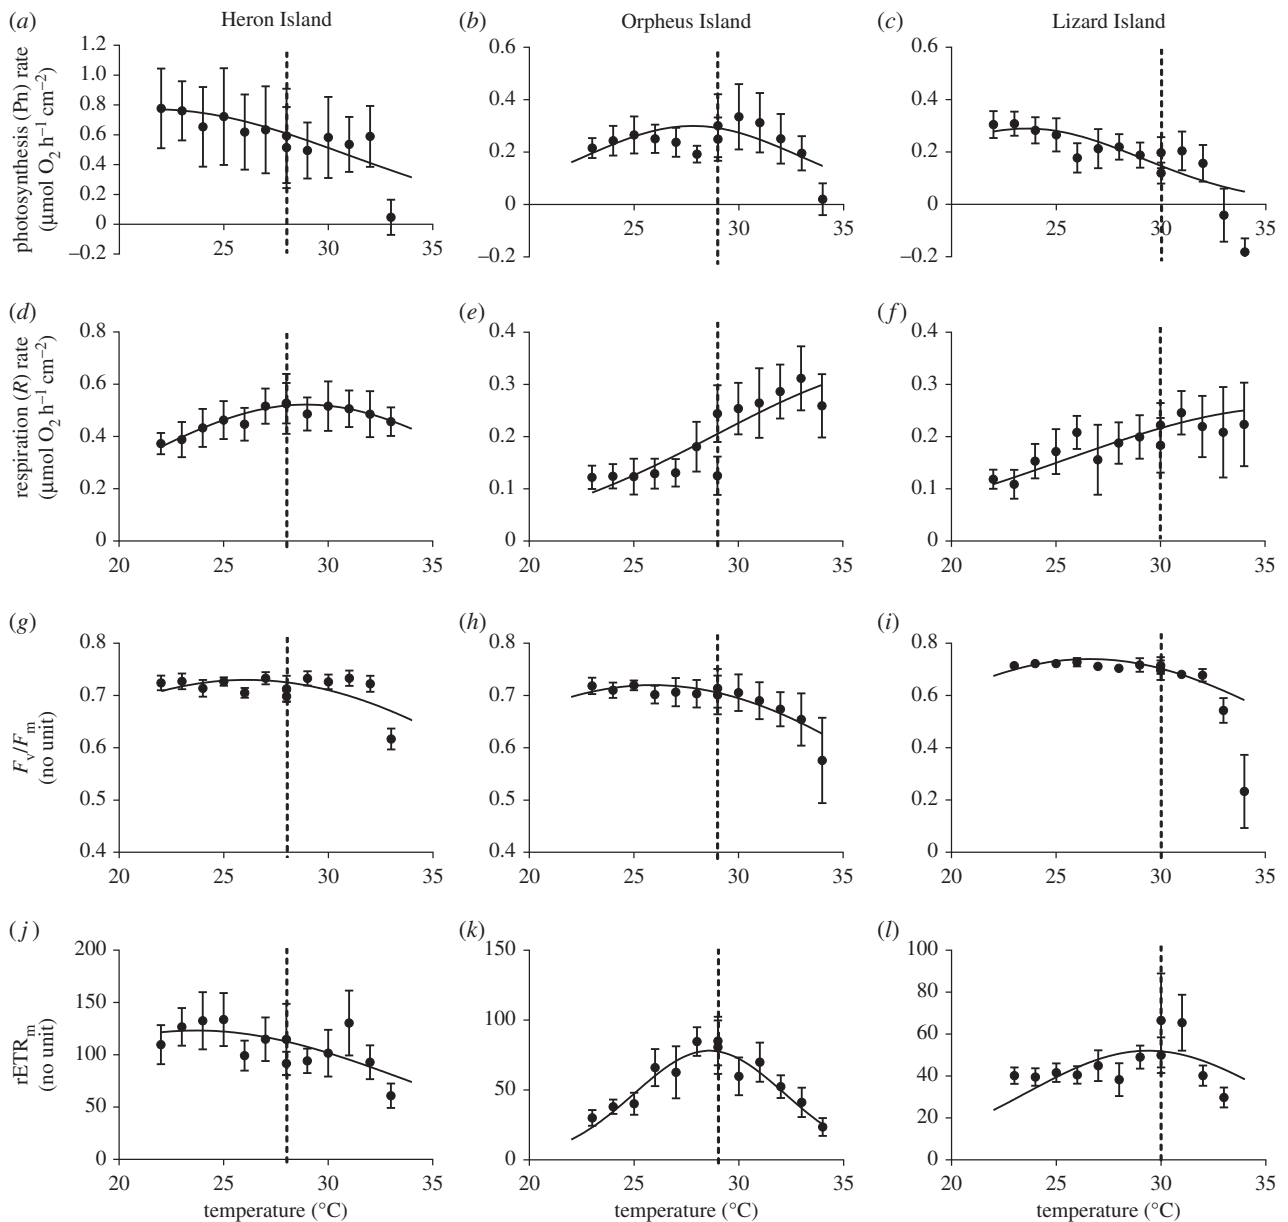 (a) Heron Island (b) Orpheus Island (c) Lizard Island
photosynthesis (Pn) rate
(µmol O2 h–1 cm–2)
1.2
1.0
0.8
0.6
0.4
0.2
0
–0.2
25 30 35
0.6
0.4
0.2
0
–0.2
25 30 35
0.6
0.4
0.2
0
–0.2
25 30 35
(d) (e) (f)
respiration (R) rate
(µmol O2 h–1 cm–2)
0.8
0.6
0.4
0.2
0
20 25 30 35
0.4
0.3
0.2
0.1
0
20 25 30 35
0.4
0.3
0.2
0.1
0
20 25 30 35
(g) (h) (i)
Fv/Fm
(no unit)
0.8
0.7
0.6
0.5
0.4
20 25 30 35
0.8
0.7
0.6
0.5
0.4
20 25 30 35
0.8
0.6
0.4
0.2
0
20 25 30 35
(j) (k) (l)
rETRm
(no unit)
200
150
100
50
0
20 25 30 35
temperature (°C)
150
100
50
0
20 25 30 35
temperature (°C)
100
80
60
40
20
0
20 25 30 35
temperature (°C)